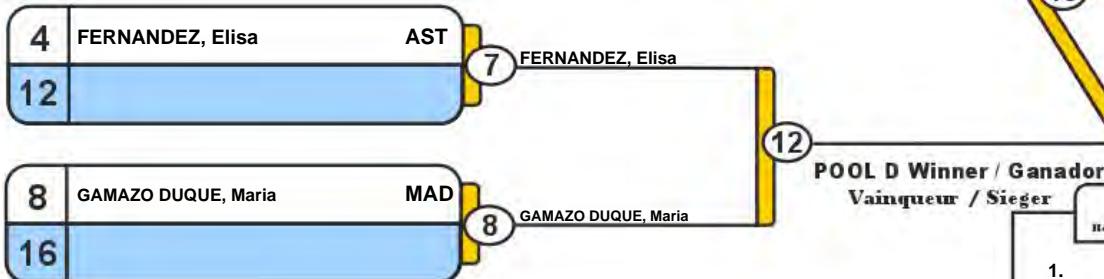 4 FERNANDEZ, Elisa AST
12
7 FERNANDEZ, Elisa
8 GAMAZO DUQUE, Maria MAD
16
8 GAMAZO DUQUE, Maria
12
POOL D Winner / Ganador
Vainqueur / Sieger
1.